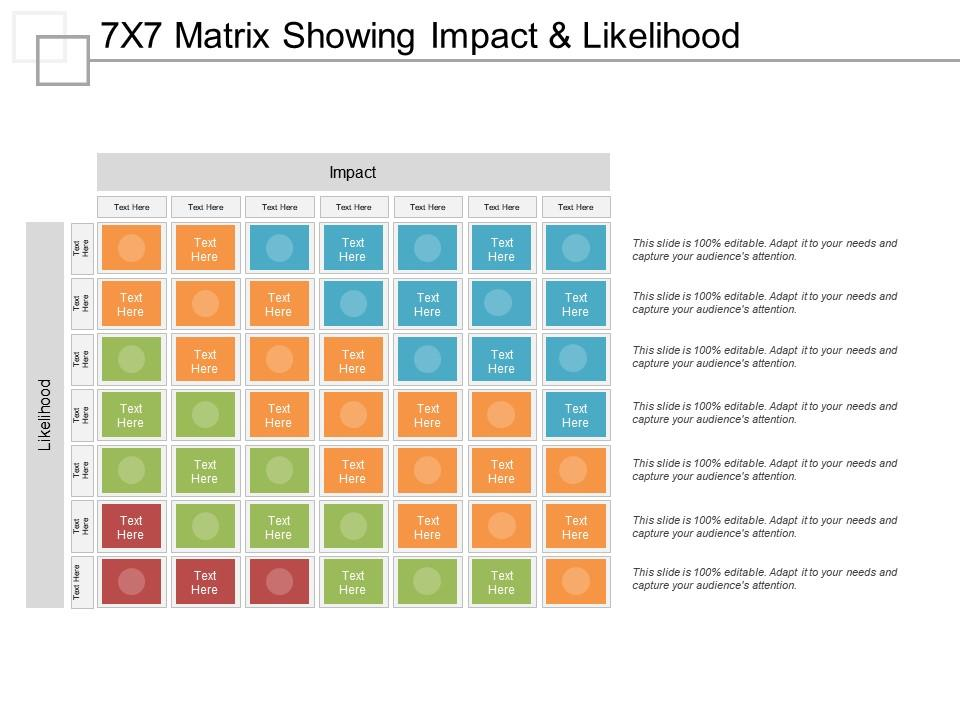 7X7 Matrix Showing Impact & Likelihood
Impact
Text Here Text Here Text Here Text Here Text Here Text Here Text Here
Likelihood
Text
Here
Text
Here
Text
Here
Text
Here
This slide is 100% editable. Adapt it to your needs and
capture your audience's attention.
Text
Here
Text
Here
Text
Here
Text
Here
Text
Here
This slide is 100% editable. Adapt it to your needs and
capture your audience's attention.
Text
Here
Text
Here
Text
Here
Text
Here
This slide is 100% editable. Adapt it to your needs and
capture your audience's attention.
Text
Here
Text
Here
Text
Here
Text
Here
Text
Here
This slide is 100% editable. Adapt it to your needs and
capture your audience's attention.
Text
Here
Text
Here
Text
Here
Text
Here
This slide is 100% editable. Adapt it to your needs and
capture your audience's attention.
Text
Here
Text
Here
Text
Here
Text
Here
Text
Here
This slide is 100% editable. Adapt it to your needs and
capture your audience's attention.
Text Here
Text
Here
Text
Here
Text
Here
This slide is 100% editable. Adapt it to your needs and
capture your audience's attention.